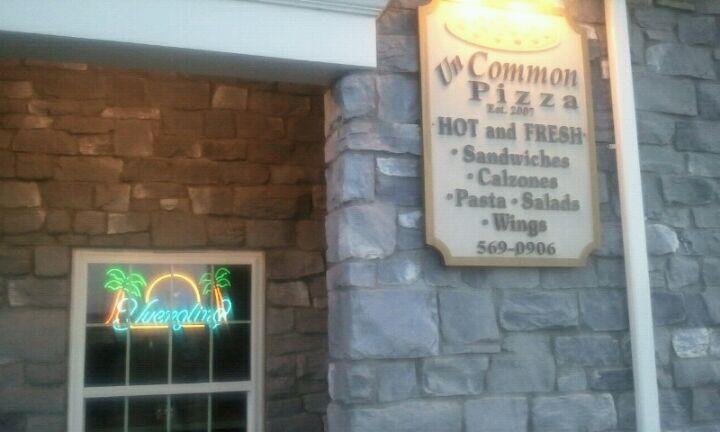 Un Common
Pizza
Est. 2007
HOT and FRESH
• Sandwiches
• Calzones
• Pasta • Salads
• Wings
569-0906
Yuengling